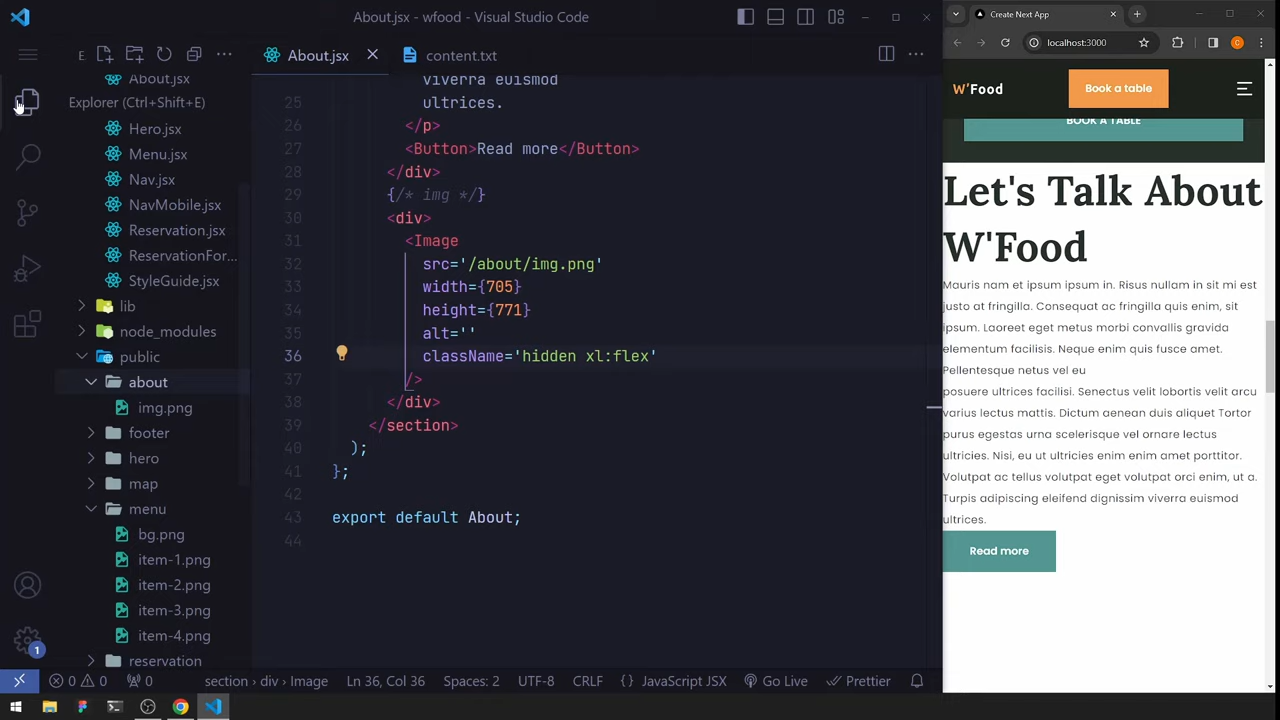 About.jsx - wfood - Visual Studio Code
E
About.jsx
content.txt
About.jsx
Explorer (Ctrl+Shift+E)
Hero.jsx
Menu.jsx
Nav.jsx
NavMobile.jsx
Reservation.jsx
ReservationFor...
StyleGuide.jsx
lib
node_modules
public
about
img.png
footer
hero
map
menu
bg.png
item-1.png
item-2.png
item-3.png
item-4.png
reservation
1
viverra euismod
25 ultrices.
26 </p>
27 <Button>Read more</Button>
28 </div>
29 {/* img */}
30 <div>
31 <Image
32 src='/about/img.png'
33 width={705}
34 height={771}
35 alt=''
36 className='hidden xl:flex'
37 />
38 </div>
39 </section>
40 );
41 };
42
43 export default About;
44
0 0 0 section > div > Image Ln 36, Col 36 Spaces: 2 UTF-8 CRLF {} JavaScript JSX Go Live Prettier
Create Next App
localhost:3000
C
W'Food
Book a table
BOOK A TABLE
Let's Talk About
W'Food
Mauris nam et ipsum ipsum in. Risus nullam in sit mi est
justo at fringilla. Consequat ac fringilla quis enim, sit
ipsum. Laoreet eget metus morbi convallis gravida
elementum facilisis. Neque enim quis fusce amet.
Pellentesque netus vel eu
posuere ultrices facilisi. Senectus velit lobortis velit arcu
varius lectus mattis. Dictum aenean duis aliquet Tortor
purus egestas urna scelerisque vel ornare lectus
ultricies. Nisi, eu ut ultricies enim enim amet porttitor.
Volutpat ac tellus volutpat eget volutpat orci enim, ut a.
Turpis adipiscing eleifend dignissim viverra euismod
ultrices.
Read more